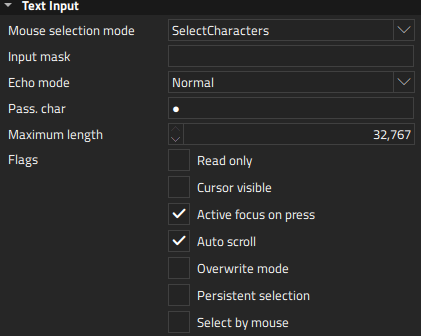 Text Input
Mouse selection mode SelectCharacters
Input mask
Echo mode Normal
Pass. char ●
Maximum length 32,767
Flags Read only
Cursor visible
Active focus on press
Auto scroll
Overwrite mode
Persistent selection
Select by mouse